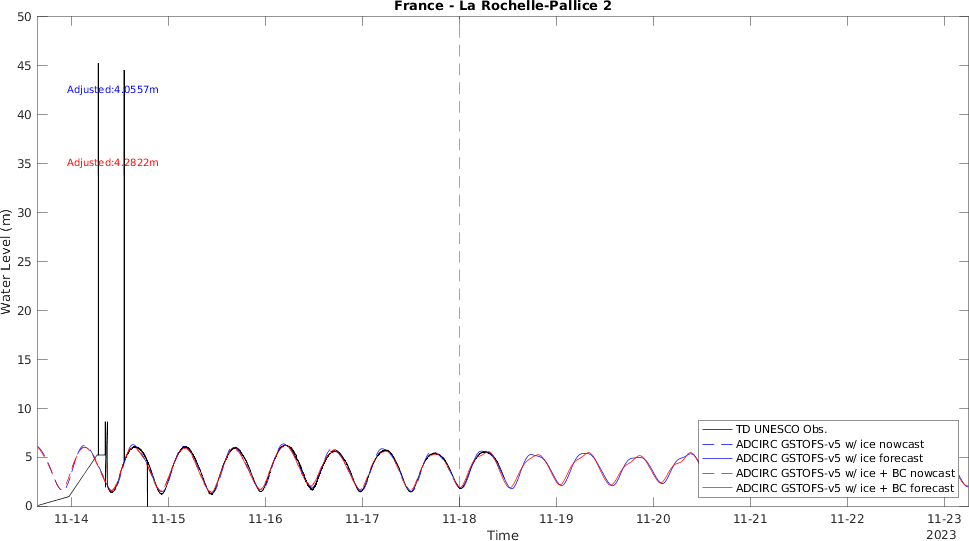 France - La Rochelle-Pallice 2
50
45
40
35
30
25
20
15
10
5
0
Water Level (m)
Adjusted:4.0557m
Adjusted:4.2822m
TD UNESCO Obs.
ADCIRC GSTOFS-v5 w/ ice nowcast
ADCIRC GSTOFS-v5 w/ ice forecast
ADCIRC GSTOFS-v5 w/ ice + BC nowcast
ADCIRC GSTOFS-v5 w/ ice + BC forecast
11-14 11-15 11-16 11-17 11-18 11-19 11-20 11-21 11-22 11-23
Time
2023